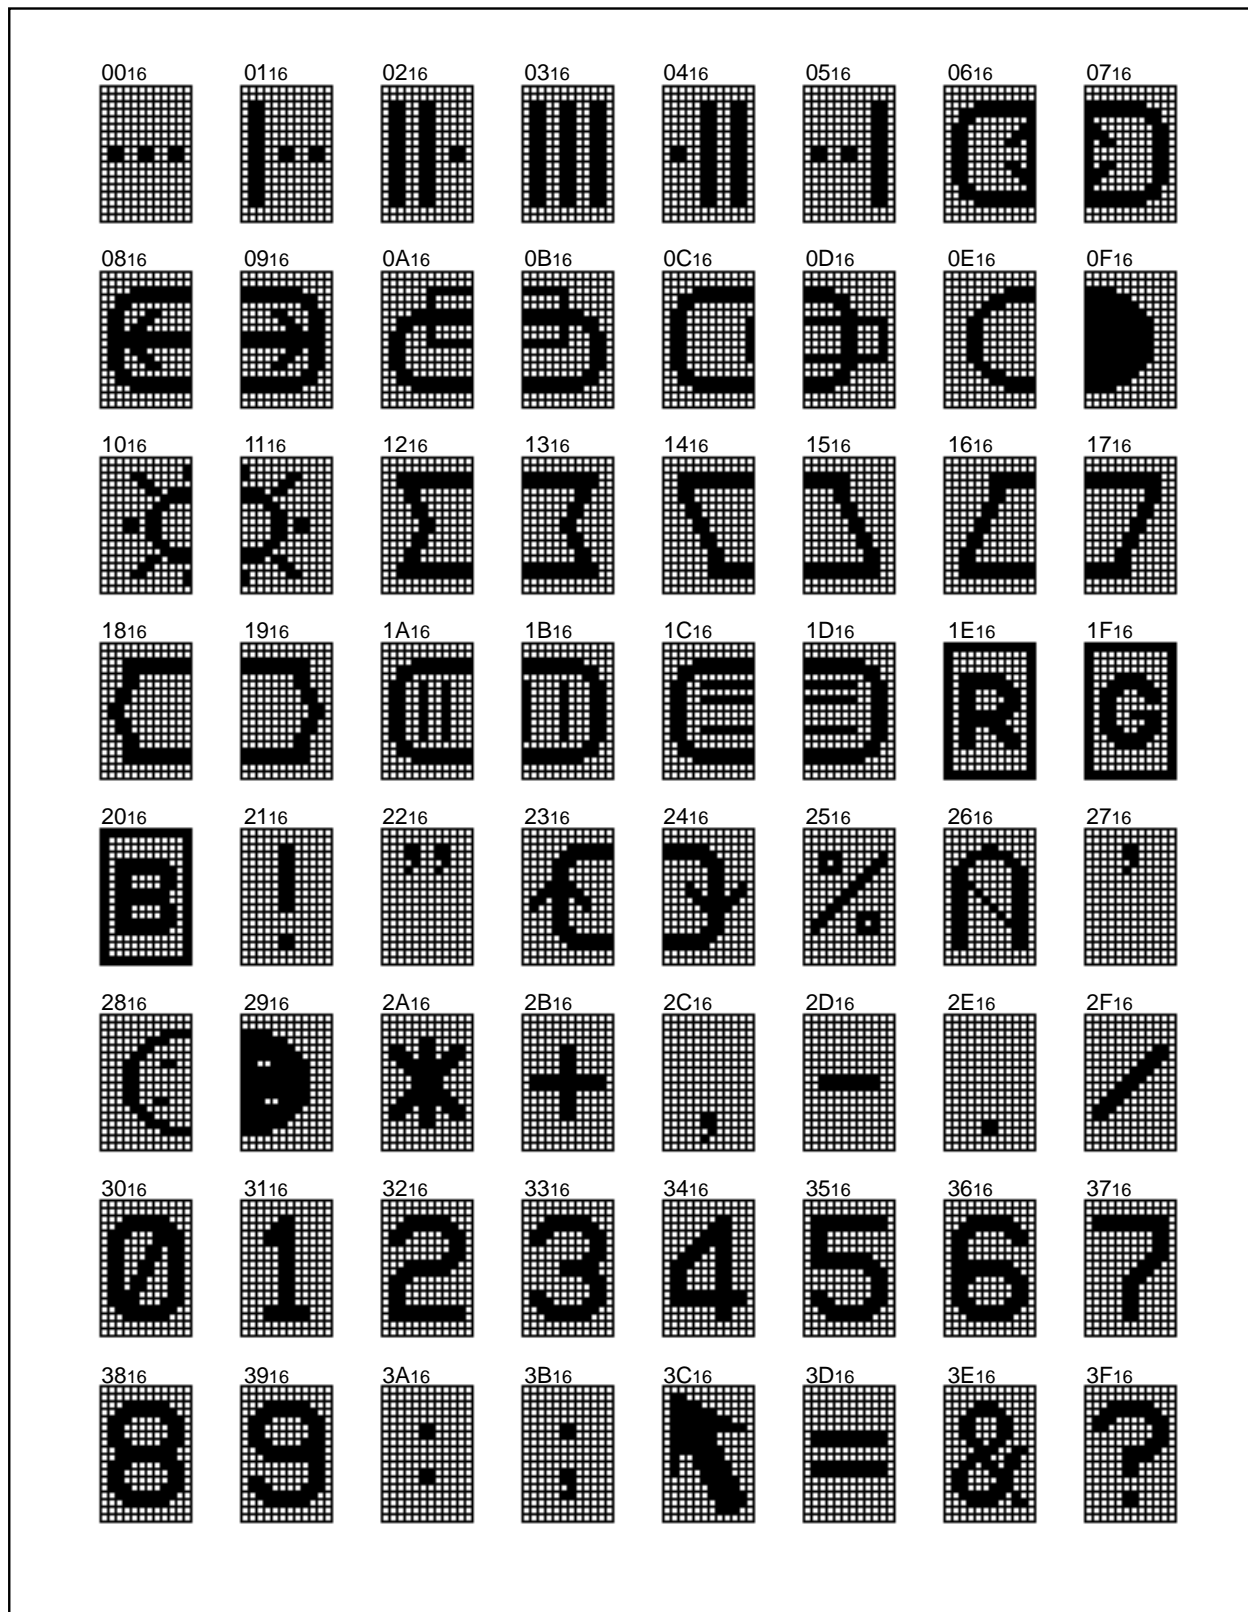 0016 0116 0216 0316 0416 0516 0616 0716
0816 0916 0A16 0B16 0C16 0D16 0E16 0F16
1016 1116 1216 1316 1416 1516 1616 1716
1816 1916 1A16 1B16 1C16 1D16 1E16 1F16
R G
2016 2116 2216 2316 2416 2516 2616 2716
B ! " % '
2816 2916 2A16 2B16 2C16 2D16 2E16 2F16
* + , - . /
3016 3116 3216 3316 3416 3516 3616 3716
0 1 2 3 4 5 6 7
3816 3916 3A16 3B16 3C16 3D16 3E16 3F16
8 9 : ; = & ?